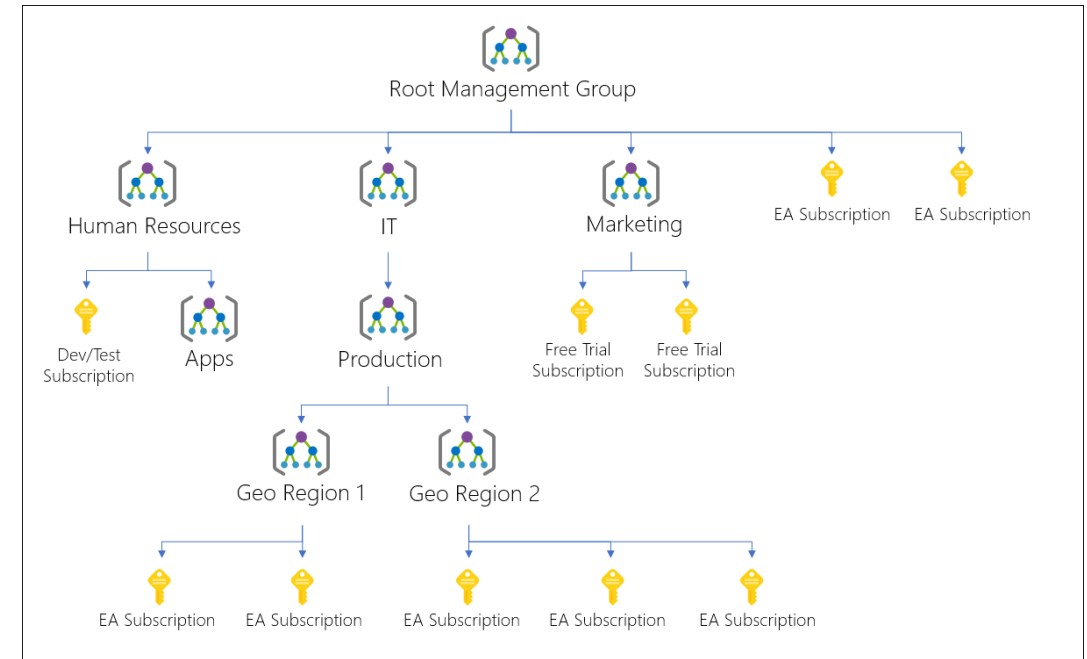 Root Management Group
Human Resources
IT
Marketing
EA Subscription
EA Subscription
Dev/Test
Subscription
Apps
Production
Free Trial
Subscription
Free Trial
Subscription
Geo Region 1
Geo Region 2
EA Subscription
EA Subscription
EA Subscription
EA Subscription
EA Subscription